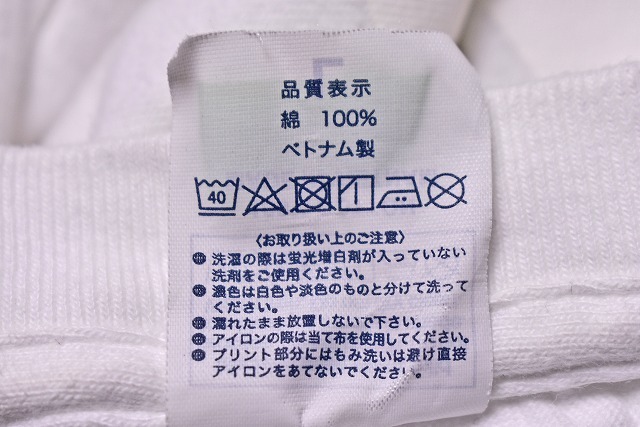 品質表示
綿 100%
ベトナム製
40
〈お取り扱い上のご注意〉
洗濯の際は蛍光増白剤が入っていない
洗剤をご使用ください。
濃色は白色や淡色のものと分けて洗って
ください。
濡れたまま放置しないで下さい。
アイロンの際は当て布を使用してください。
プリント部分にはもみ洗いは避け直接
アイロンをあてないでください。